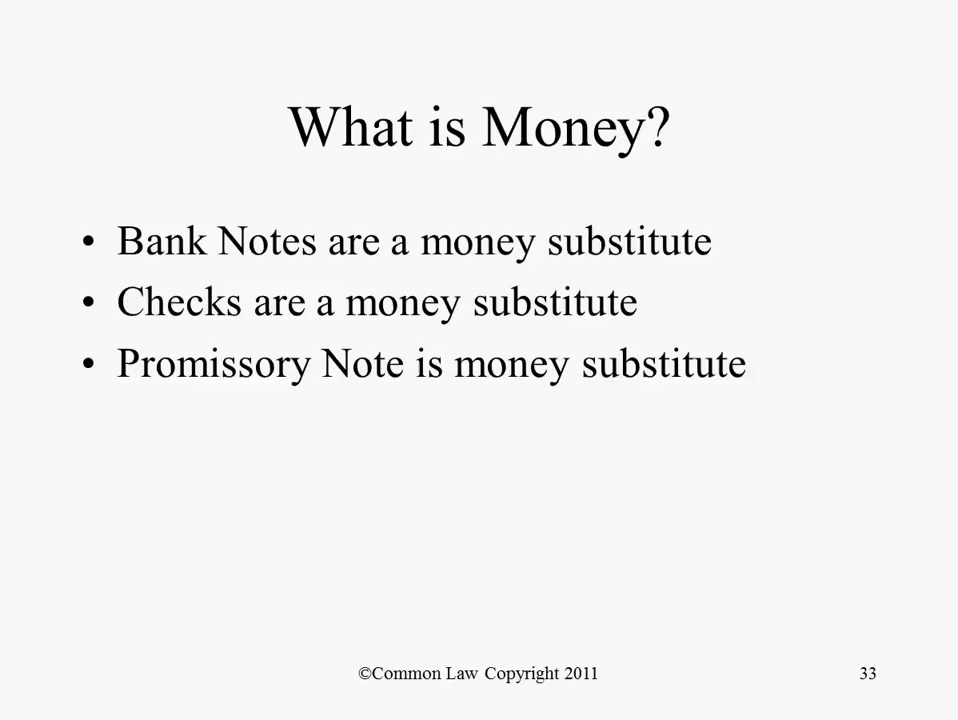 What is Money?
• Bank Notes are a money substitute
• Checks are a money substitute
• Promissory Note is money substitute
©Common Law Copyright 2011
33